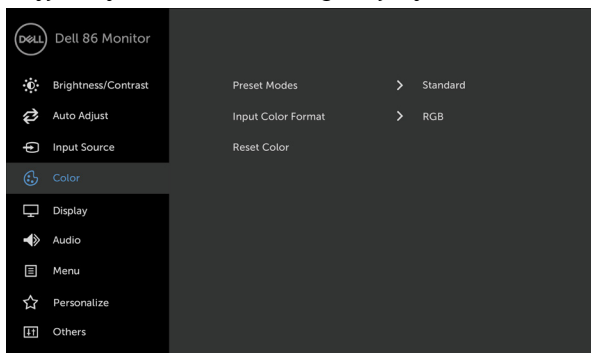 DELL
Dell 86 Monitor
Brightness/Contrast
Preset Modes > Standard
Auto Adjust
Input Color Format > RGB
Input Source
Reset Color
Color
Display
Audio
Menu
Personalize
Others